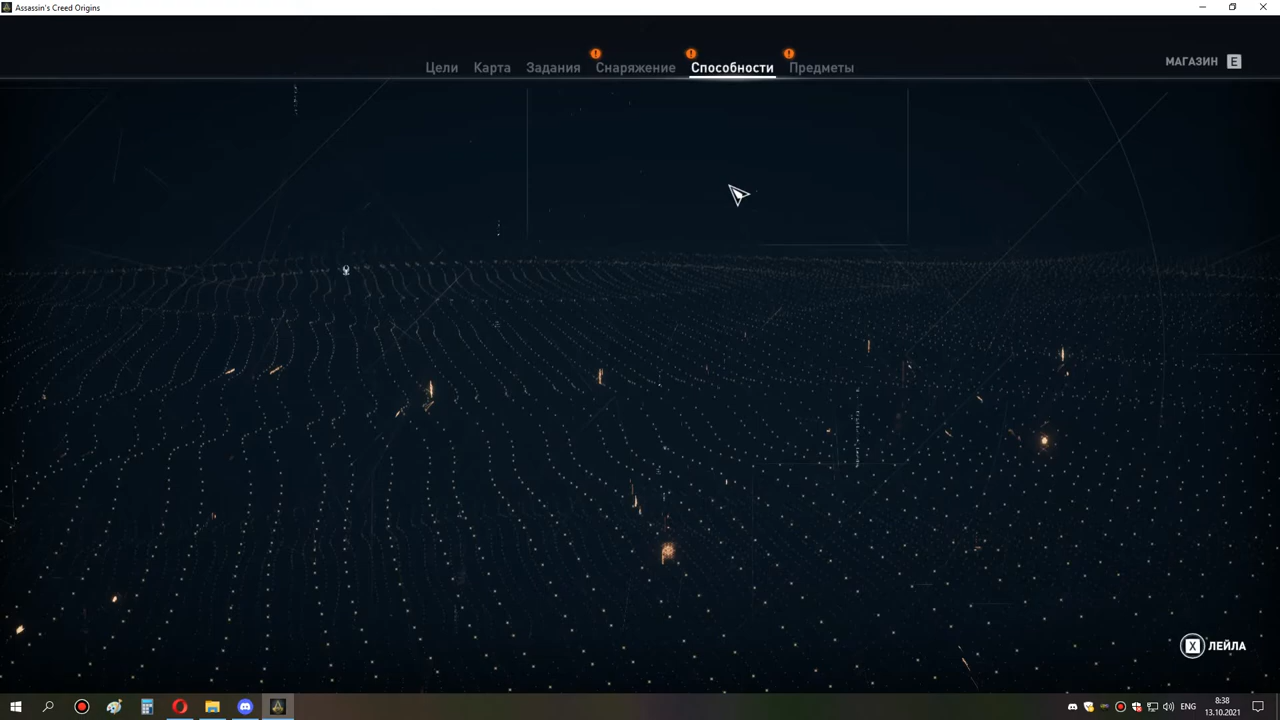 Assassin's Creed Origins
Цели Карта Задания Снаряжение Способности Предметы
МАГАЗИН E
X ЛЕЙЛА
ENG
8:38
13.10.2021